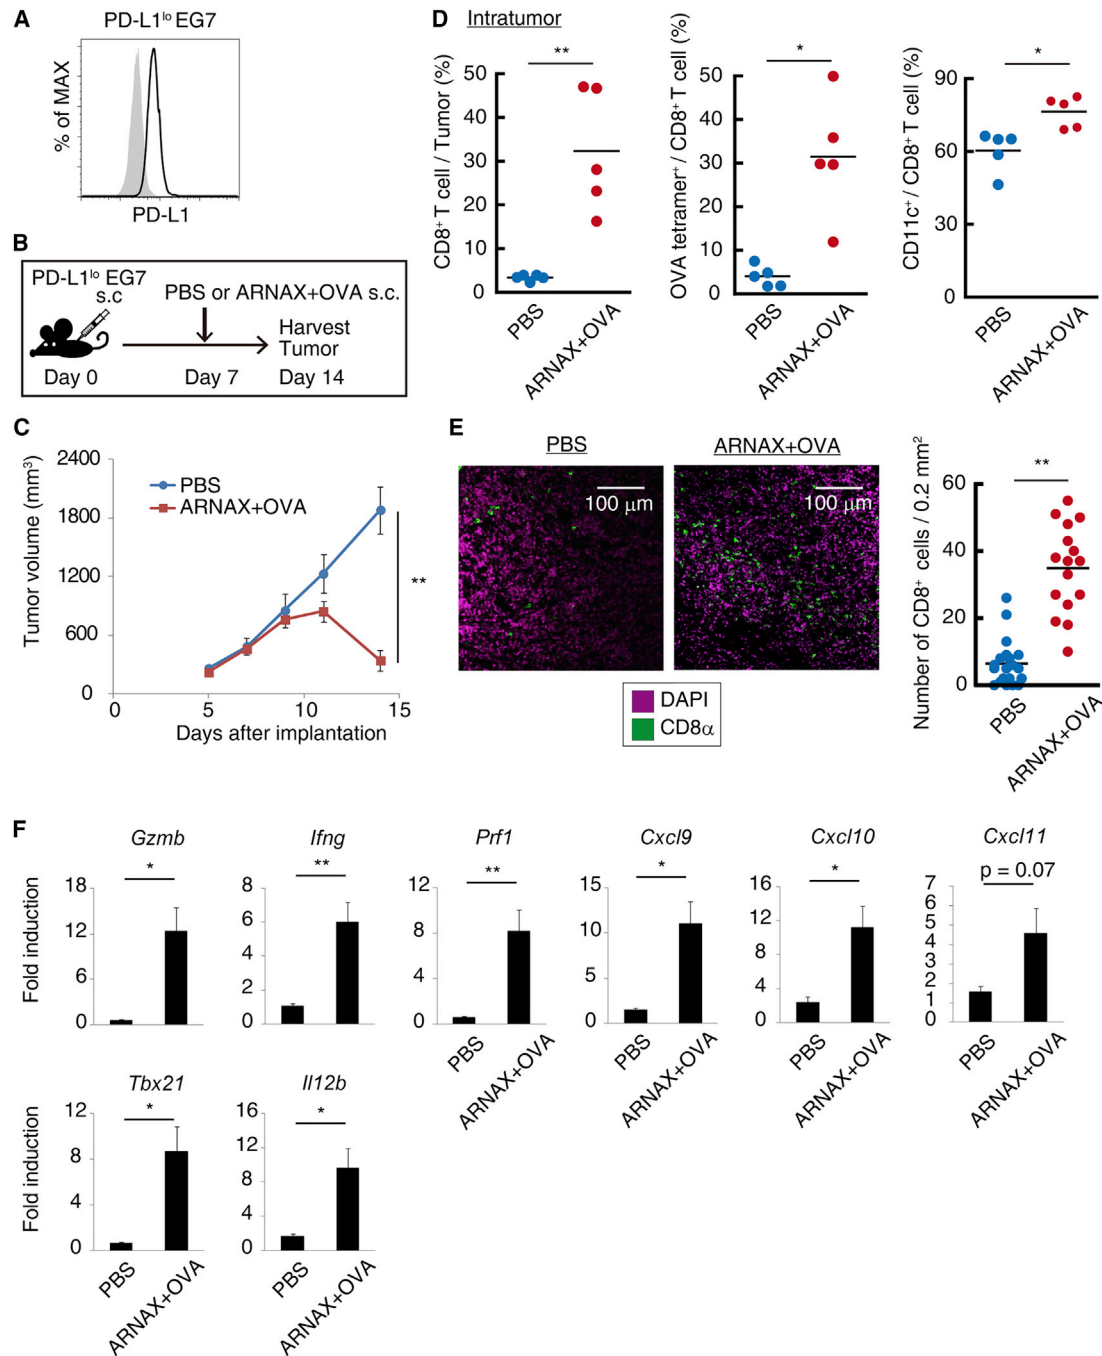 A
PD-L1lo EG7
% of MAX
PD-L1
B
PD-L1lo EG7
s.c
PBS or ARNAX+OVA s.c.
Harvest
Tumor
Day 0
Day 7
Day 14
C
Tumor volume (mm3)
2400
1800
1200
600
0
PBS
ARNAX+OVA
**
0
5
10
15
Days after implantation
D
Intratumor
CD8+ T cell / Tumor (%)
50
40
30
20
10
0
**
PBS
ARNAX+OVA
OVA tetramer+ / CD8+ T cell (%)
50
40
30
20
10
0
*
PBS
ARNAX+OVA
CD11c+ / CD8+ T cell (%)
90
60
30
0
*
PBS
ARNAX+OVA
E
PBS
100 μm
ARNAX+OVA
100 μm
DAPI
CD8α
Number of CD8+ cells / 0.2 mm2
60
40
20
0
**
PBS
ARNAX+OVA
F
Gzmb
*
Fold induction
18
12
6
0
Ifng
**
8
6
4
2
0
Prf1
**
12
8
4
0
PBS
ARNAX+OVA
Cxcl9
*
15
10
5
0
PBS
ARNAX+OVA
Cxcl10
*
16
12
8
4
0
PBS
ARNAX+OVA
Cxcl11
p = 0.07
7
6
5
4
3
2
1
0
PBS
ARNAX+OVA
Tbx21
*
Fold induction
12
8
4
0
PBS
ARNAX+OVA
Il12b
*
16
12
8
4
0
PBS
ARNAX+OVA